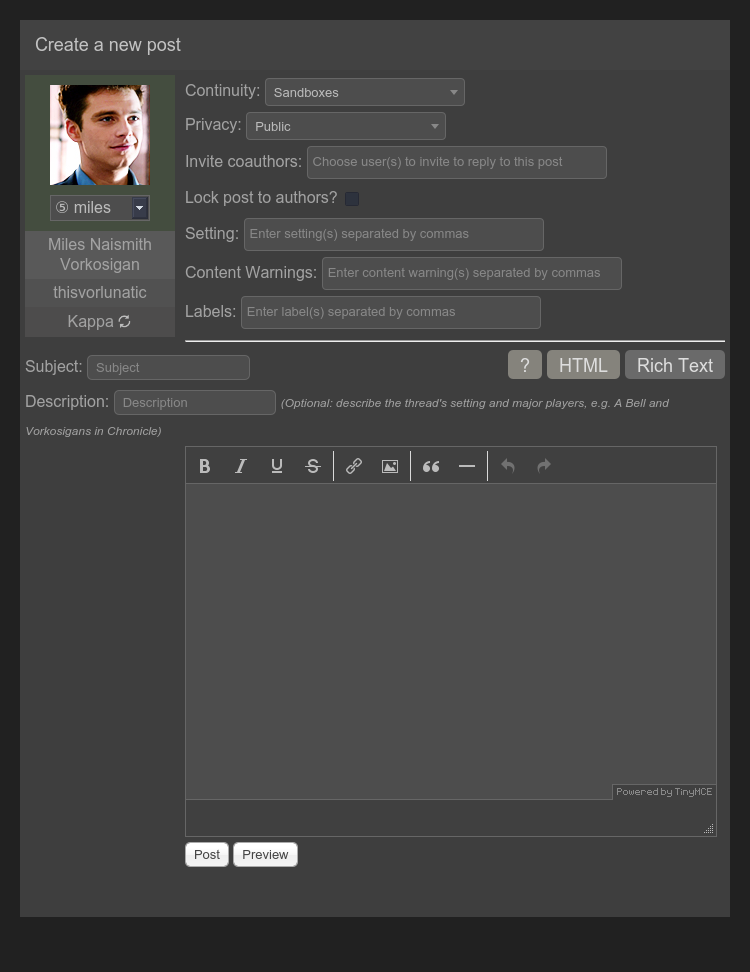 Create a new post
Continuity: Sandboxes
Privacy: Public
Invite coauthors: Choose user(s) to invite to reply to this post
Lock post to authors?
Setting: Enter setting(s) separated by commas
Content Warnings: Enter content warning(s) separated by commas
Labels: Enter label(s) separated by commas
⑤ miles
Miles Naismith
Vorkosigan
thisvorlunatic
Kappa
Subject: Subject
? HTML Rich Text
Description: Description (Optional: describe the thread's setting and major players, e.g. A Bell and
Vorkosigans in Chronicle)
B I U S
Powered by TinyMCE
Post Preview